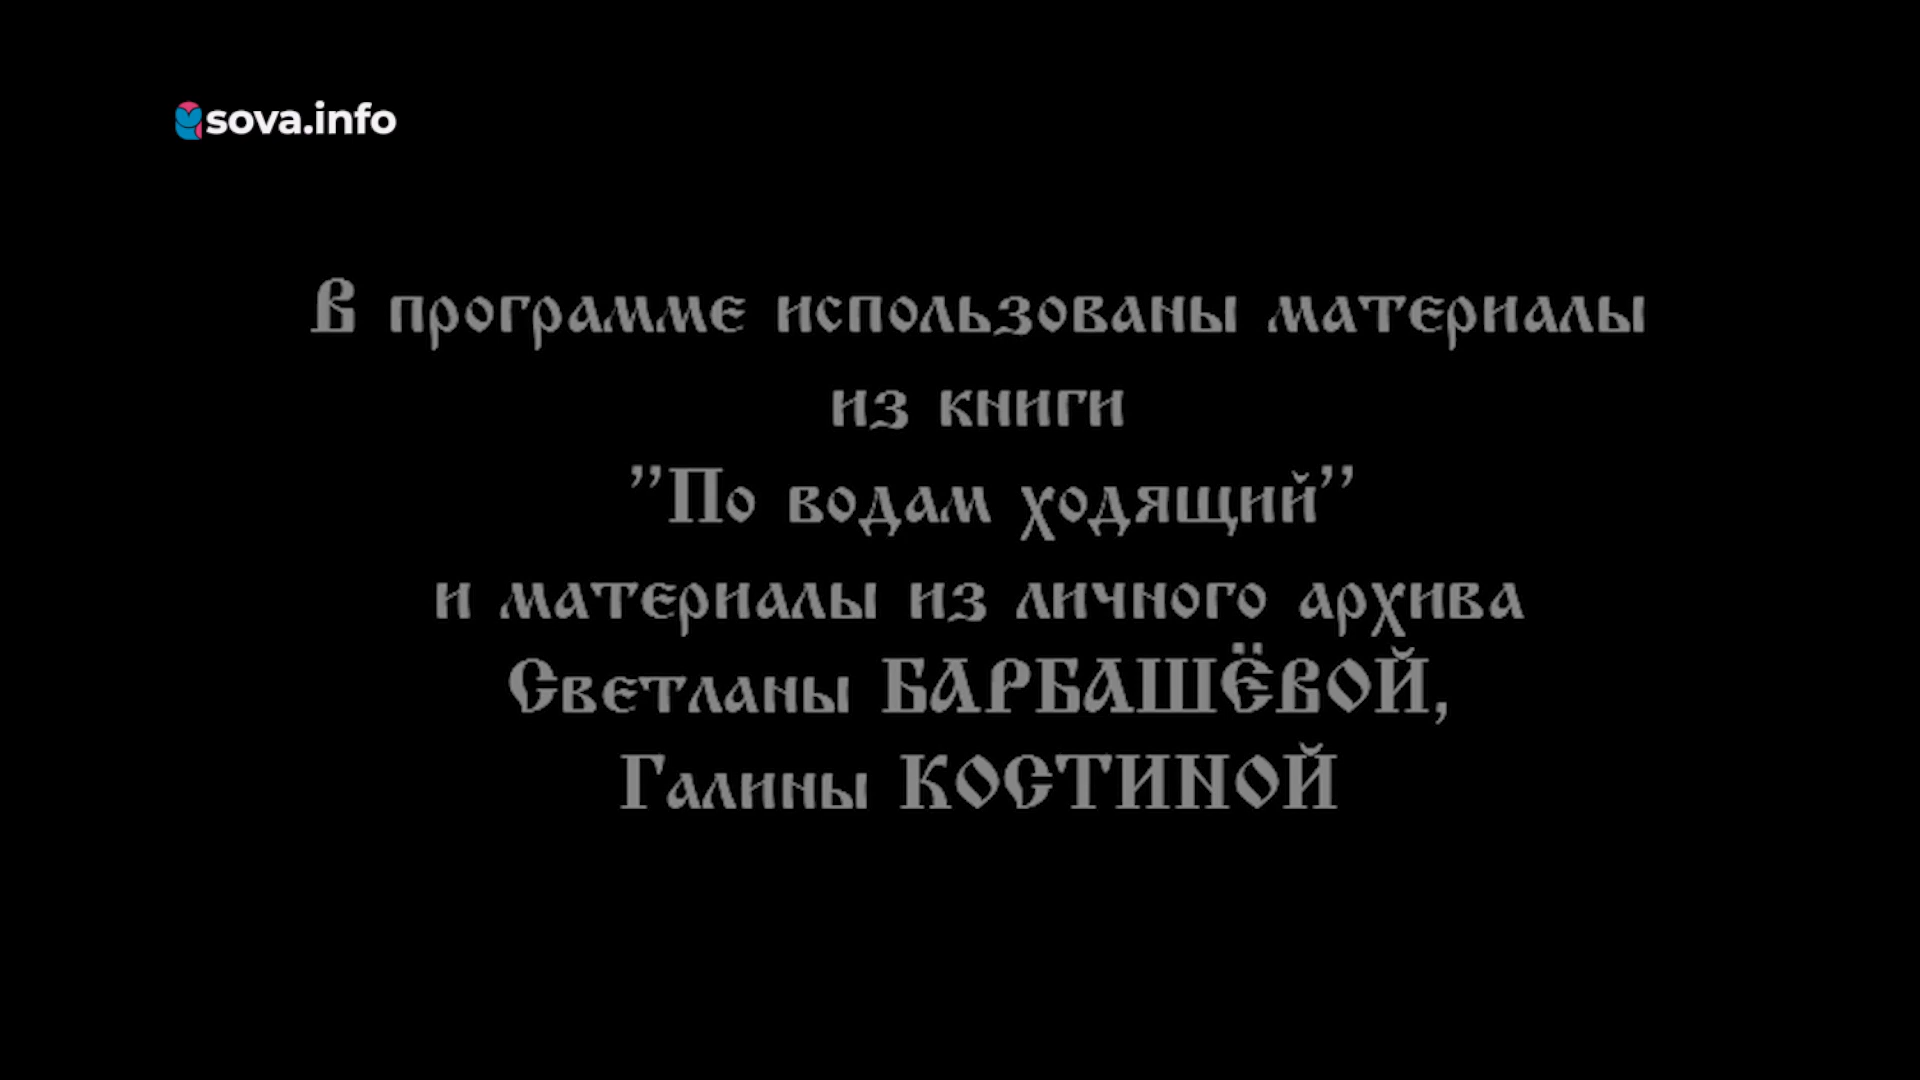 sova.info
В программе использованы материалы
из книги
"По водам ходящий"
и материалы из личного архива
Светланы БАРБАШЁВОЙ,
Галины КОСТИНОЙ